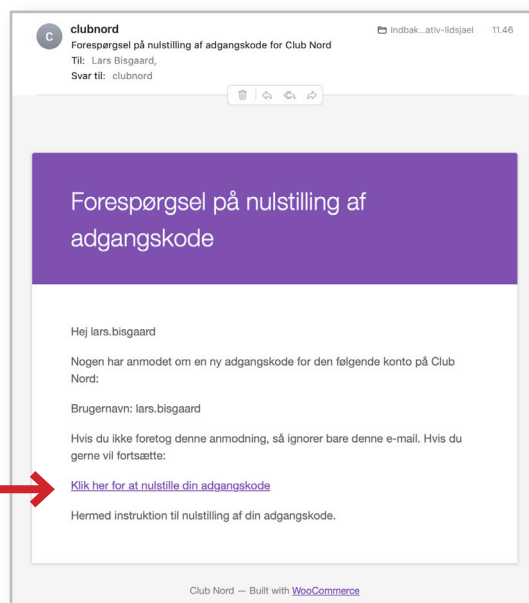 C
clubnord
Indbak...ativ-Ildsjael 11.46
Forespørgsel på nulstilling af adgangskode for Club Nord
Til: Lars Bisgaard,
Svar til: clubnord
Forespørgsel på nulstilling af
adgangskode
Hej lars.bisgaard
Nogen har anmodet om en ny adgangskode for den følgende konto på Club
Nord:
Brugernavn: lars.bisgaard
Hvis du ikke foretog denne anmodning, så ignorer bare denne e-mail. Hvis du
gerne vil fortsætte:
Klik her for at nulstille din adgangskode
Hermed instruktion til nulstilling af din adgangskode.
Club Nord — Built with WooCommerce